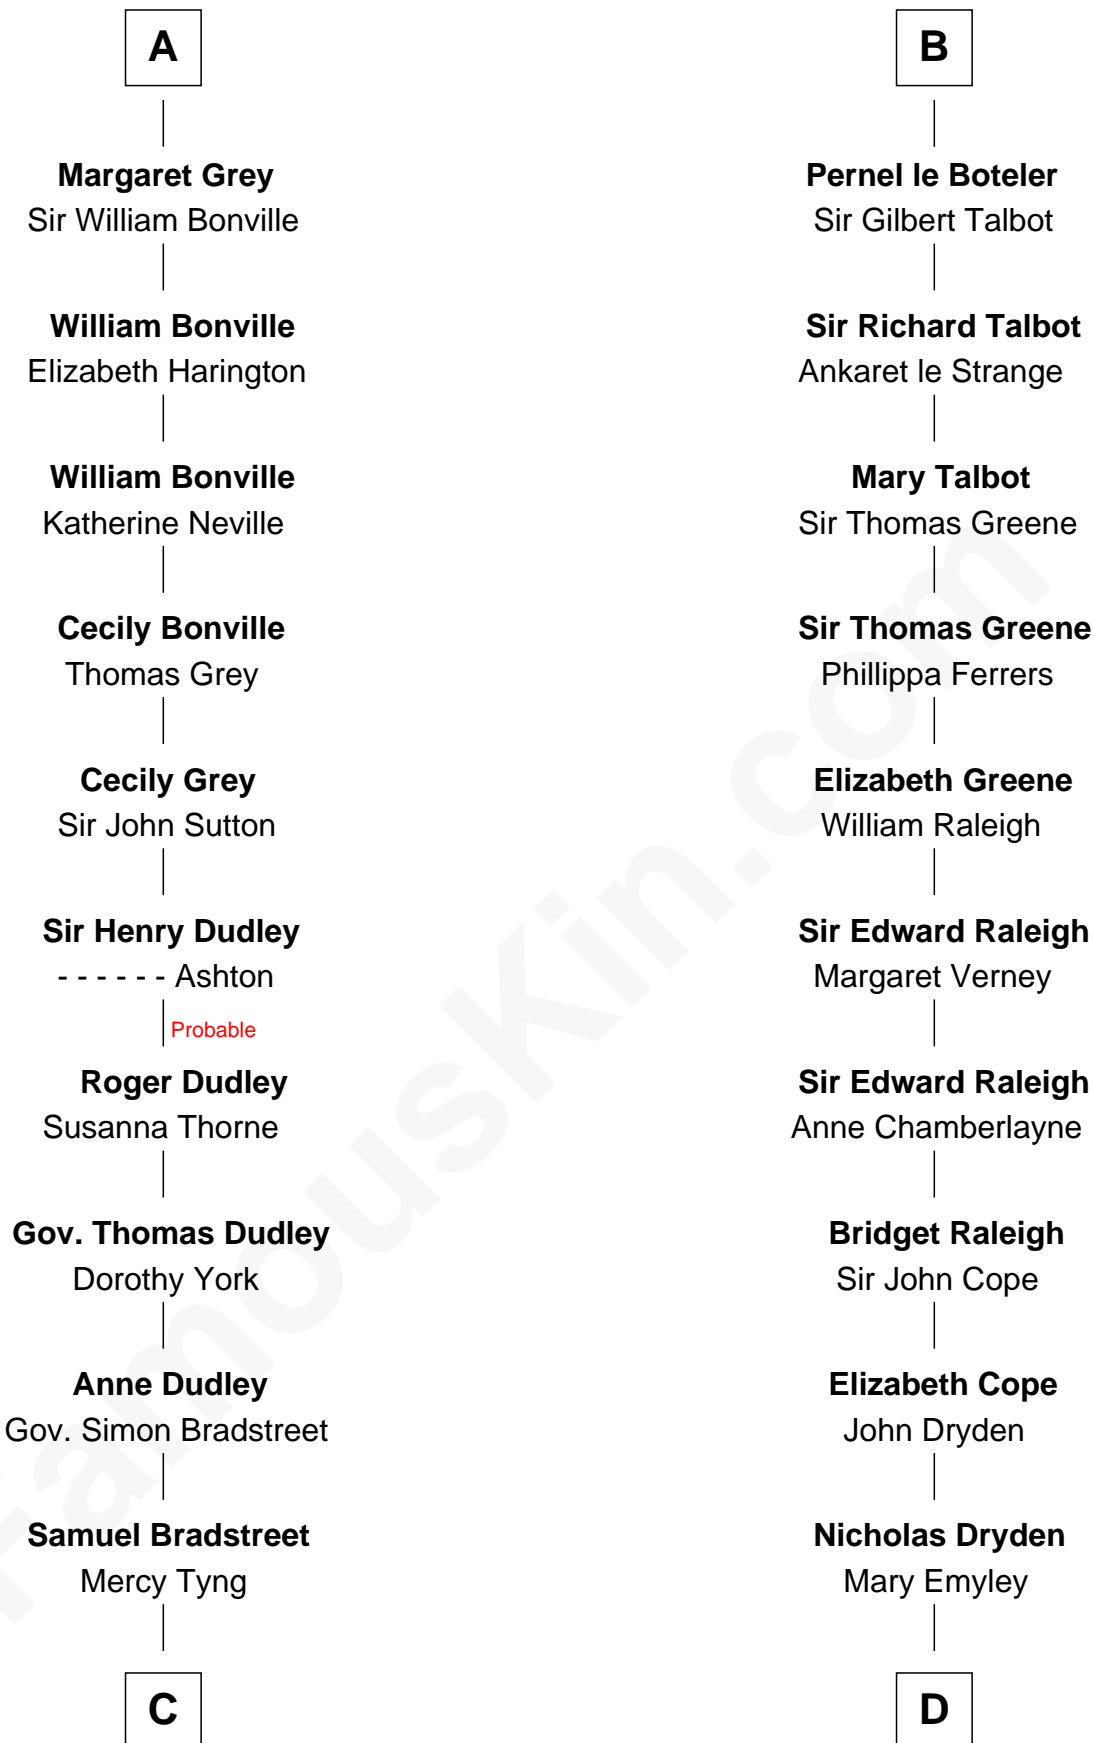 A
Margaret Grey
Sir William Bonville
William Bonville
Elizabeth Harington
William Bonville
Katherine Neville
Cecily Bonville
Thomas Grey
Cecily Grey
Sir John Sutton
Sir Henry Dudley
- - - - - - Ashton
Probable
Roger Dudley
Susanna Thorne
Gov. Thomas Dudley
Dorothy York
Anne Dudley
Gov. Simon Bradstreet
Samuel Bradstreet
Mercy Tyng
C
B
Pernel le Boteler
Sir Gilbert Talbot
Sir Richard Talbot
Ankaret le Strange
Mary Talbot
Sir Thomas Greene
Sir Thomas Greene
Phillippa Ferrers
Elizabeth Greene
William Raleigh
Sir Edward Raleigh
Margaret Verney
Sir Edward Raleigh
Anne Chamberlayne
Bridget Raleigh
Sir John Cope
Elizabeth Cope
John Dryden
Nicholas Dryden
Mary Emyley
D
FamousKin.com